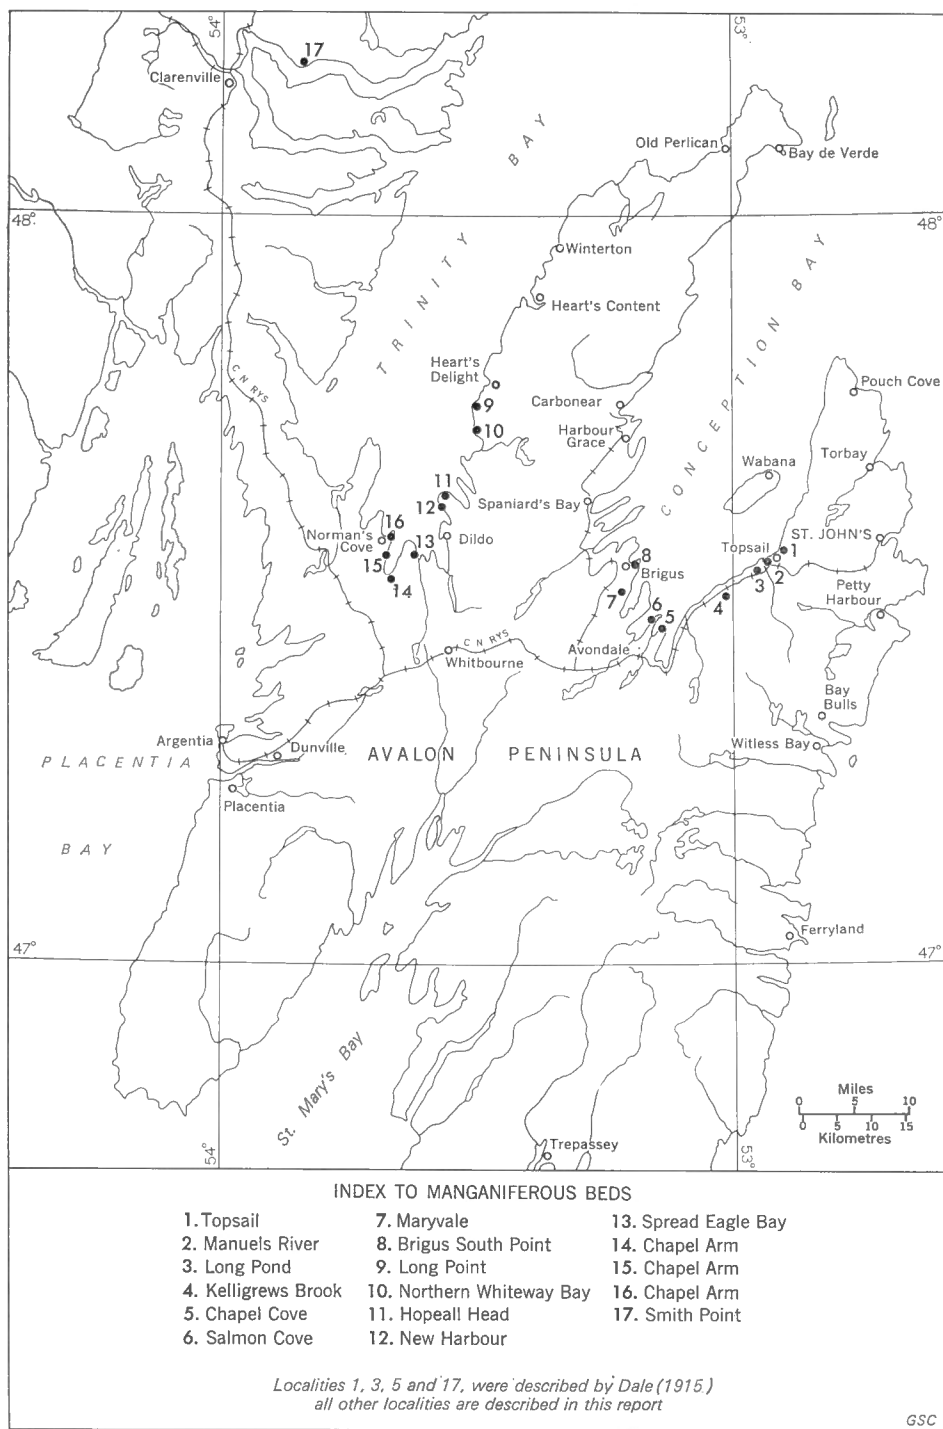 54°
53°
17
Clarenville
Old Perlican
Bay de Verde
48°
48°
TRINITY BAY
Winterton
Heart's Content
CONCEPTION BAY
C N RYS
Heart's
Delight
9
10
Carbonear
Harbour
Grace
Pouch Cove
Wabana
Torbay
11
12
Spaniard's Bay
16
Norman's
Cove
13
Dildo
15
14
ST. JOHN'S
Topsail
1
2
3
4
8
Brigus
7
6
5
Petty
Harbour
C N RYS
Whitbourne
Avondale
Bay
Bulls
Argentia
Dunville
AVALON PENINSULA
Witless Bay
PLACENTIA
BAY
Placentia
Ferryland
47°
47°
St. Mary's Bay
Miles
0 5 10
0 5 10 15
Kilometres
Trepassey
54°
53°
INDEX TO MANGANIFEROUS BEDS
1. Topsail
2. Manuels River
3. Long Pond
4. Kelligrews Brook
5. Chapel Cove
6. Salmon Cove
7. Maryvale
8. Brigus South Point
9. Long Point
10. Northern Whiteway Bay
11. Hopeall Head
12. New Harbour
13. Spread Eagle Bay
14. Chapel Arm
15. Chapel Arm
16. Chapel Arm
17. Smith Point
Localities 1, 3, 5 and 17, were described by Dale (1915)
all other localities are described in this report
GSC